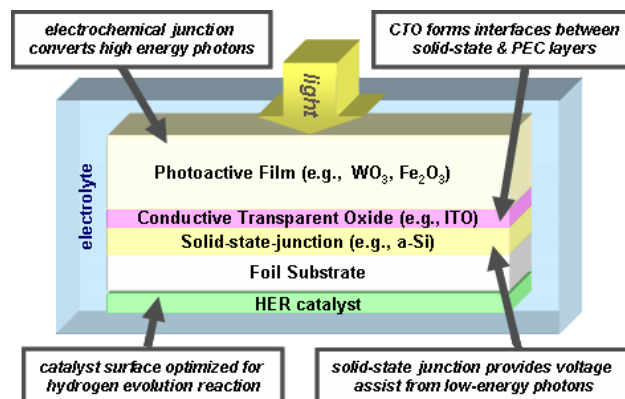 electrochemical junction
converts high energy photons
CTO forms interfaces between
solid-state & PEC layers
light
electrolyte
Photoactive Film (e.g., WO₃, Fe₂O₃)
Conductive Transparent Oxide (e.g., ITO)
Solid-state-junction (e.g., a-Si)
Foil Substrate
HER catalyst
catalyst surface optimized for
hydrogen evolution reaction
solid-state junction provides voltage
assist from low-energy photons